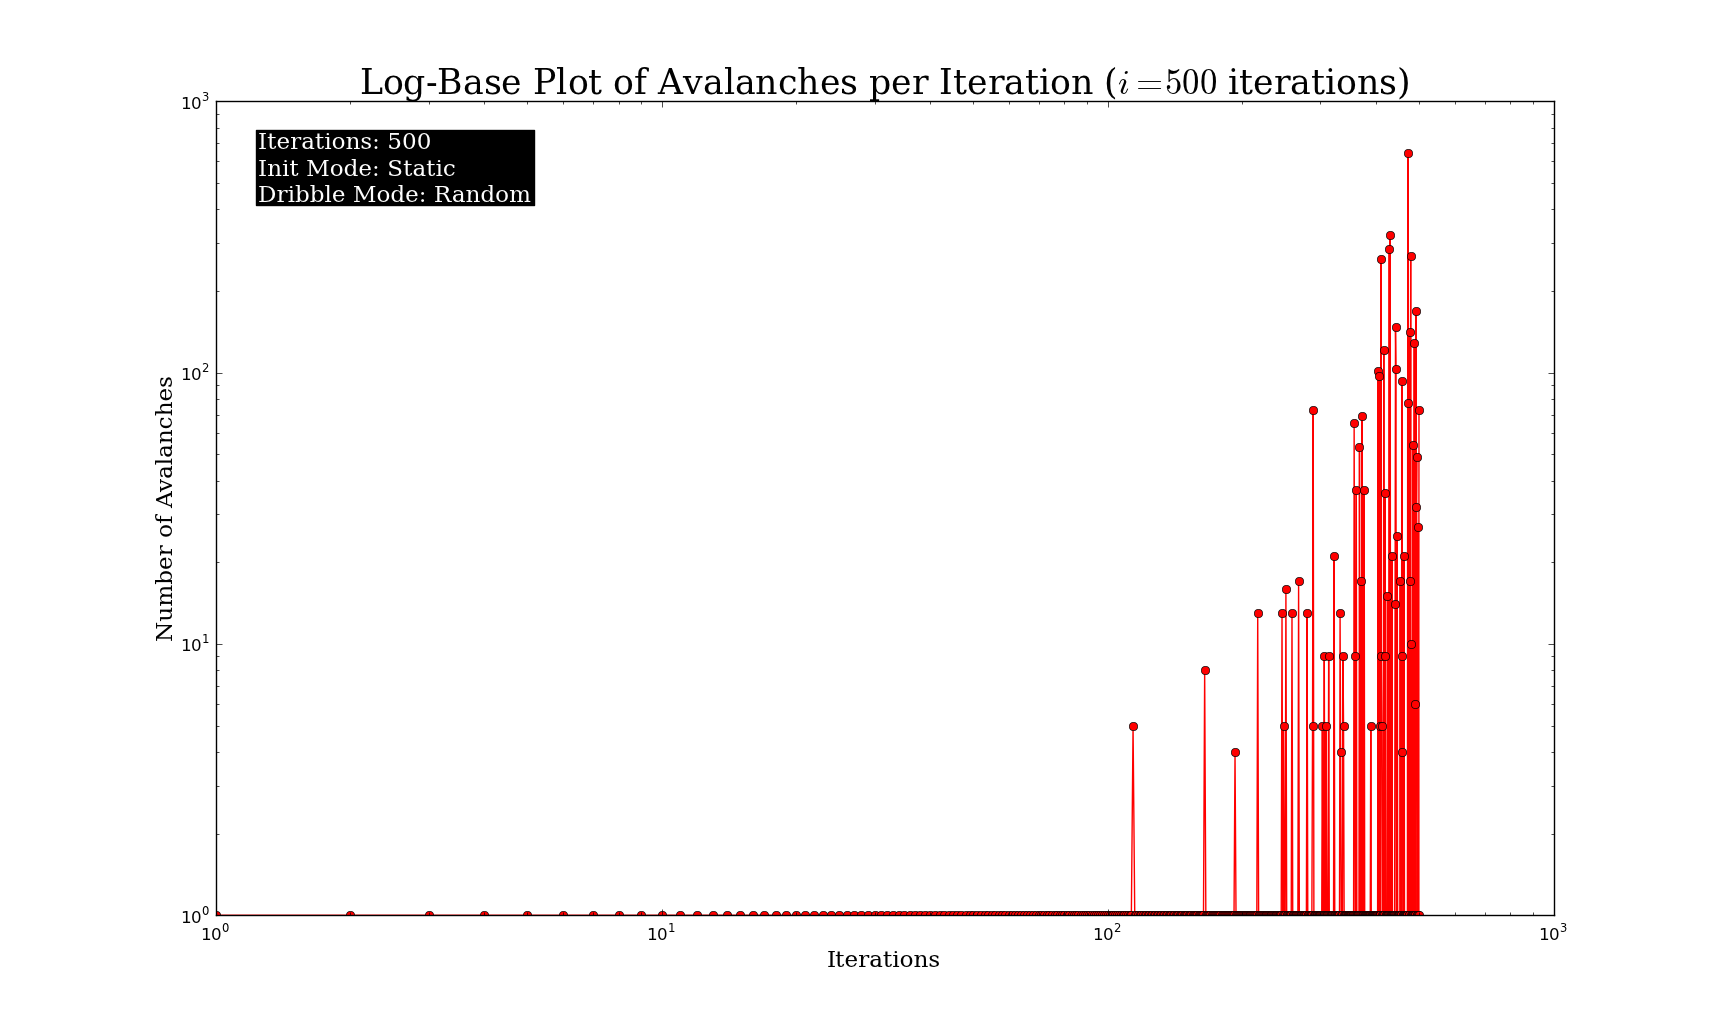 Log-Base Plot of Avalanches per Iteration (i = 500 iterations)
10³
Iterations: 500
Init Mode: Static
Dribble Mode: Random
10²
Number of Avalanches
10¹
10⁰
10⁰ 10¹ 10² 10³
Iterations